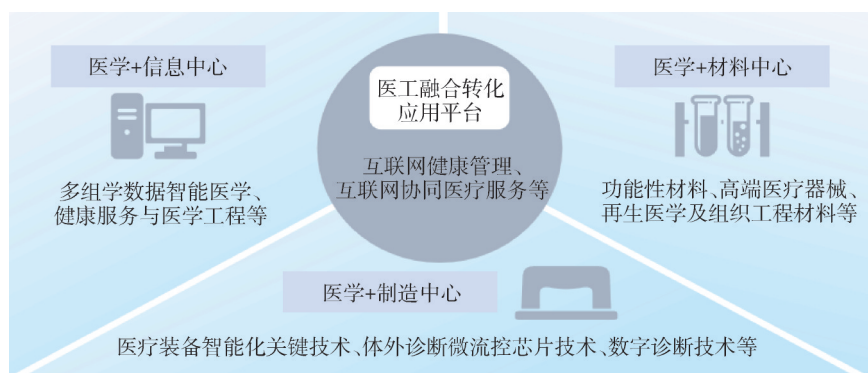 医学+信息中心
多组学数据智能医学、
健康服务与医学工程等
医工融合转化
应用平台
互联网健康管理、
互联网协同医疗服务等
医学+材料中心
功能性材料、高端医疗器械、
再生医学及组织工程材料等
医学+制造中心
医疗装备智能化关键技术、体外诊断微流控芯片技术、数字诊断技术等